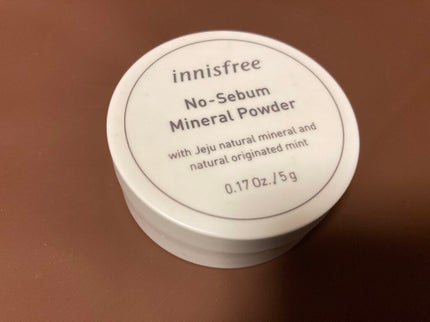 innisfree
No-Sebum
Mineral Powder
with Jeju natural mineral and
natural originated mint
0.17 Oz./5 g